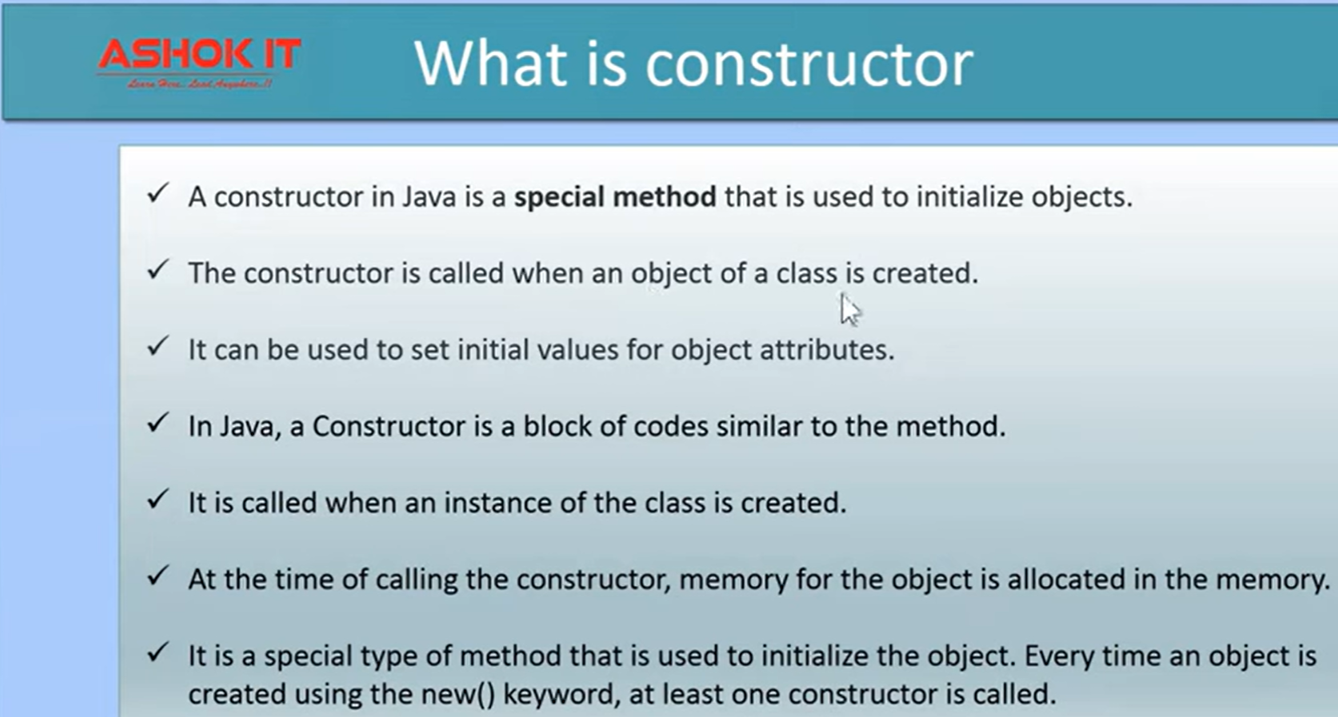 ASHOK IT
Learn Here.. Lead Anywhere..!!
What is constructor
✓ A constructor in Java is a special method that is used to initialize objects.
✓ The constructor is called when an object of a class is created.
✓ It can be used to set initial values for object attributes.
✓ In Java, a Constructor is a block of codes similar to the method.
✓ It is called when an instance of the class is created.
✓ At the time of calling the constructor, memory for the object is allocated in the memory.
✓ It is a special type of method that is used to initialize the object. Every time an object is
created using the new() keyword, at least one constructor is called.